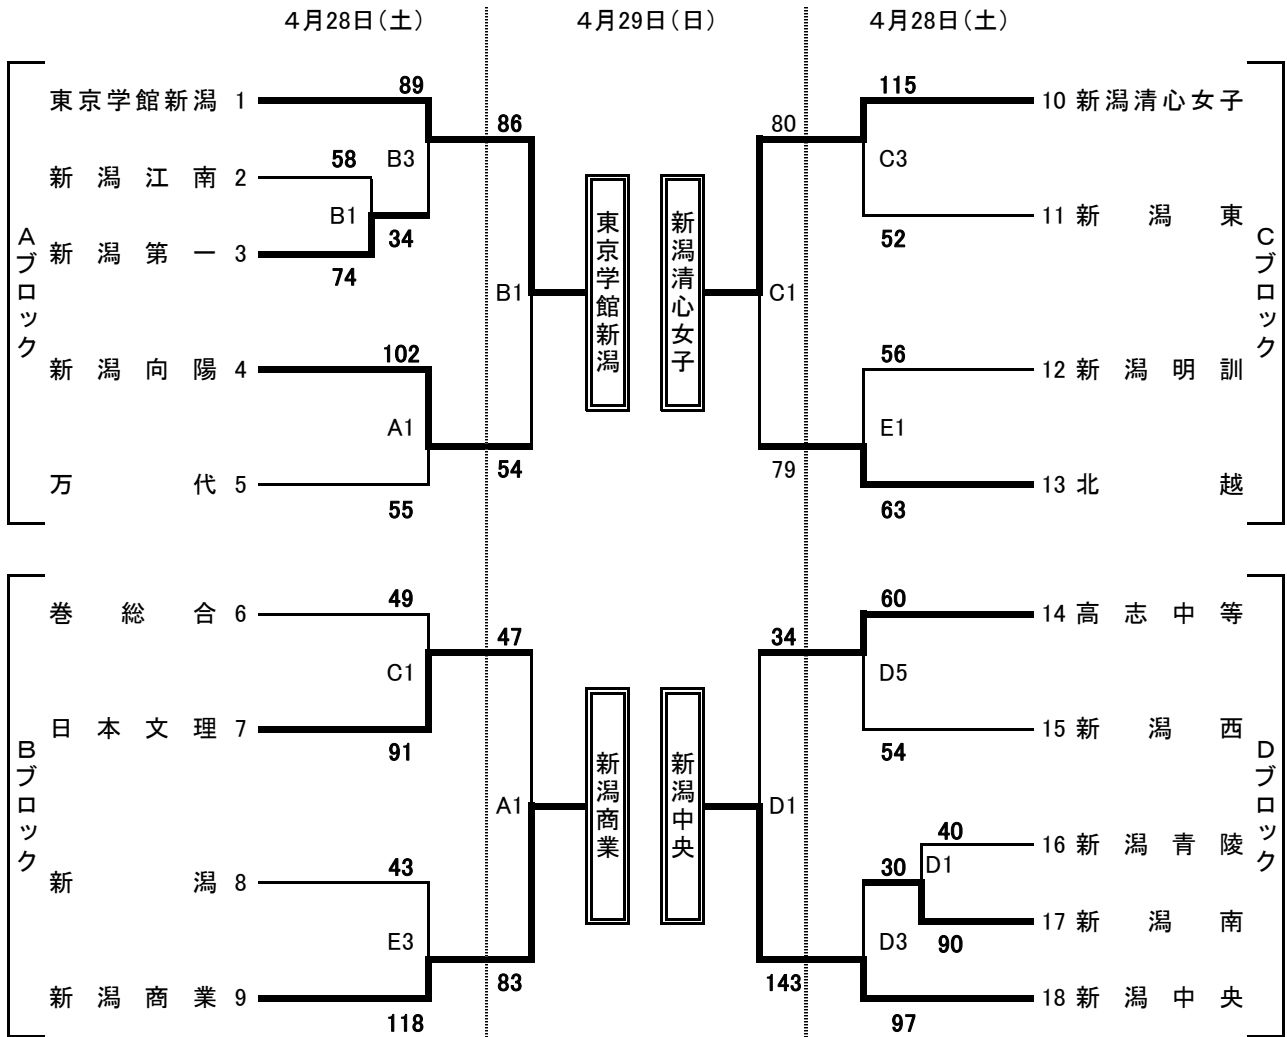 4月28日(土)
4月29日(日)
4月28日(土)
Aブロック
東京学館新潟 1
89
新潟江南 2
58
B3
B1
新潟第一 3
34
74
新潟向陽 4
102
A1
万代 5
55
86
B1
54
東京学館新潟
Bブロック
巻総合 6
49
C1
日本文理 7
91
新潟 8
43
E3
新潟商業 9
118
47
A1
83
新潟商業
Cブロック
115
10 新潟清心女子
C3
11 新潟東
52
56
12 新潟明訓
E1
13 北越
63
80
C1
79
新潟清心女子
Dブロック
60
14 高志中等
D5
15 新潟西
54
40
16 新潟青陵
30
D1
17 新潟南
D3
90
18 新潟中央
97
34
D1
143
新潟中央